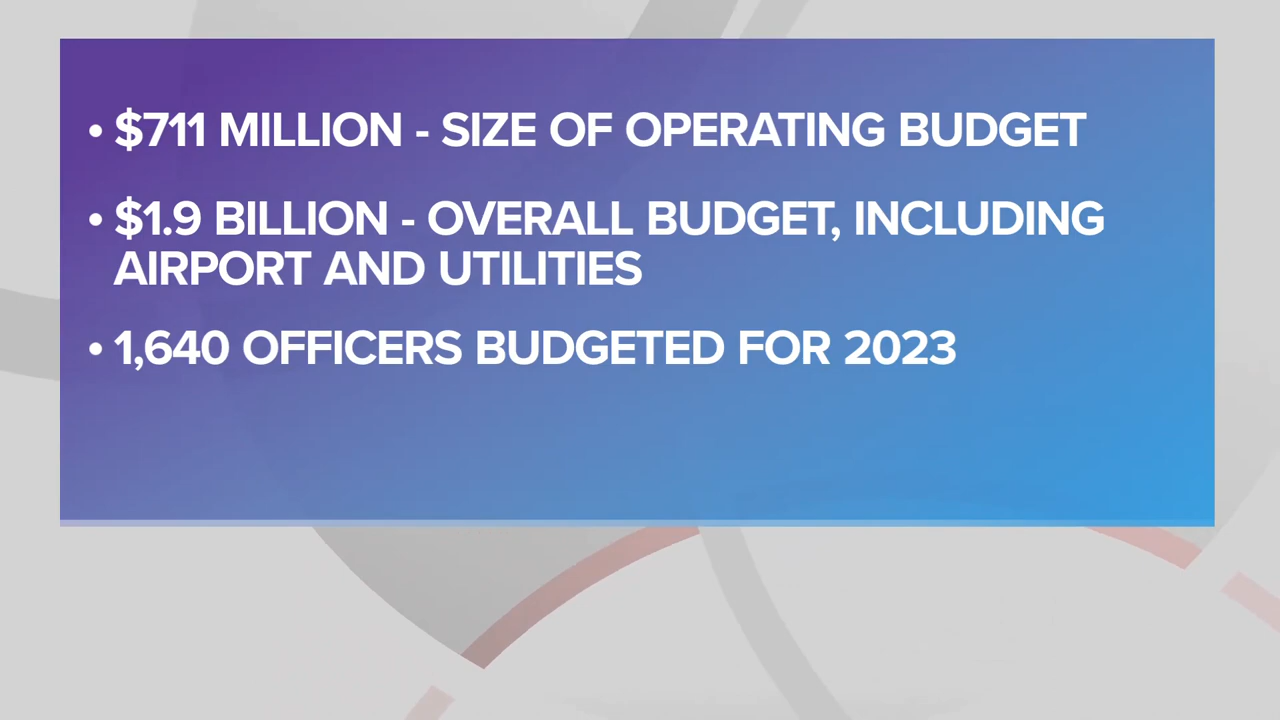 • $711 MILLION - SIZE OF OPERATING BUDGET
• $1.9 BILLION - OVERALL BUDGET, INCLUDING
AIRPORT AND UTILITIES
• 1,640 OFFICERS BUDGETED FOR 2023